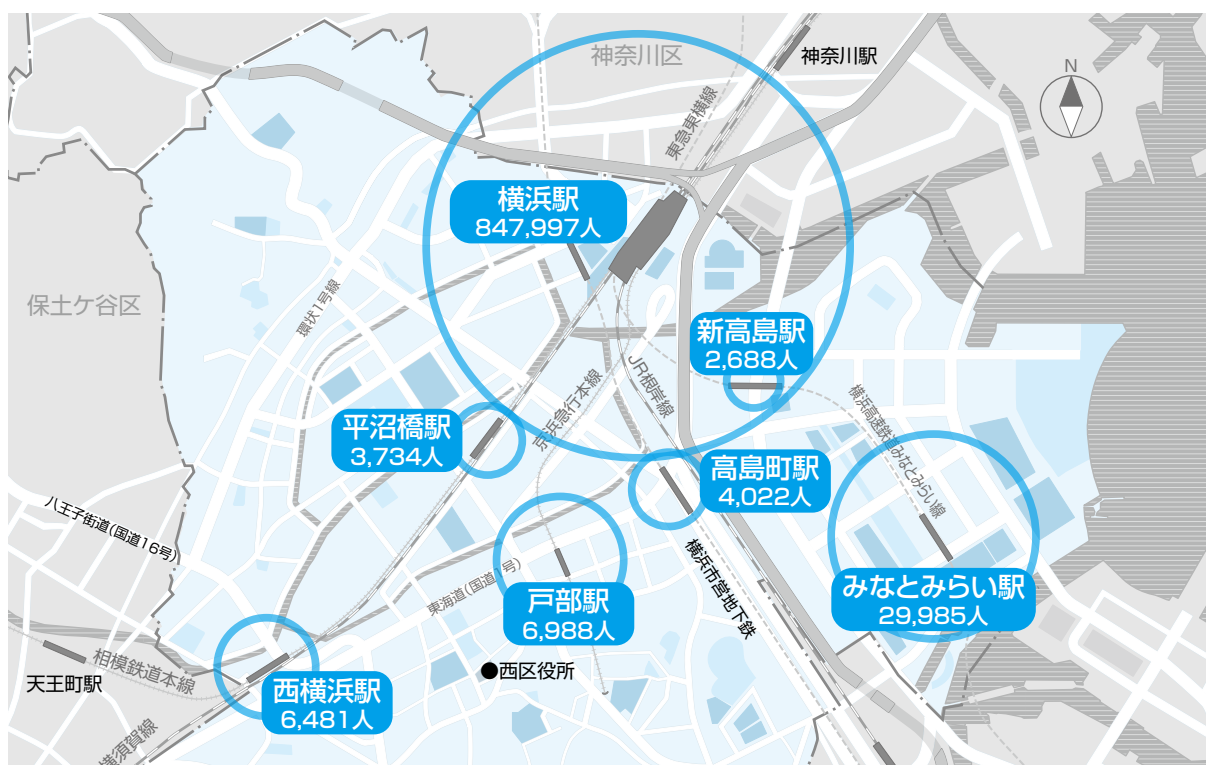 神奈川区
神奈川駅
N
東急東横線
横浜駅
847,997人
保土ケ谷区
環状1号線
新高島駅
2,688人
JR根岸線
京浜急行本線
横浜高速鉄道みなとみらい線
平沼橋駅
3,734人
高島町駅
4,022人
八王子街道(国道16号)
横浜市営地下鉄
東海道(国道1号)
戸部駅
6,988人
みなとみらい駅
29,985人
相模鉄道本線
天王町駅
●西区役所
西横浜駅
6,481人
横須賀線